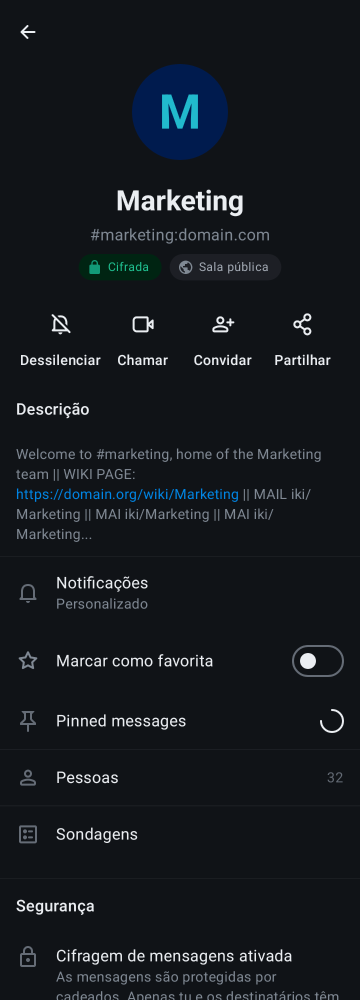 M
Marketing
#marketing:domain.com
Cifrada
Sala pública
Dessilenciar
Chamar
Convidar
Partilhar
Descrição
Welcome to #marketing, home of the Marketing
team || WIKI PAGE:
https://domain.org/wiki/Marketing || MAIL iki/
Marketing || MAI iki/Marketing || MAI iki/
Marketing...
Notificações
Personalizado
Marcar como favorita
Pinned messages
Pessoas
32
Sondagens
Segurança
Cifragem de mensagens ativada
As mensagens são protegidas por
cadeados. Apenas tu e os destinatários têm